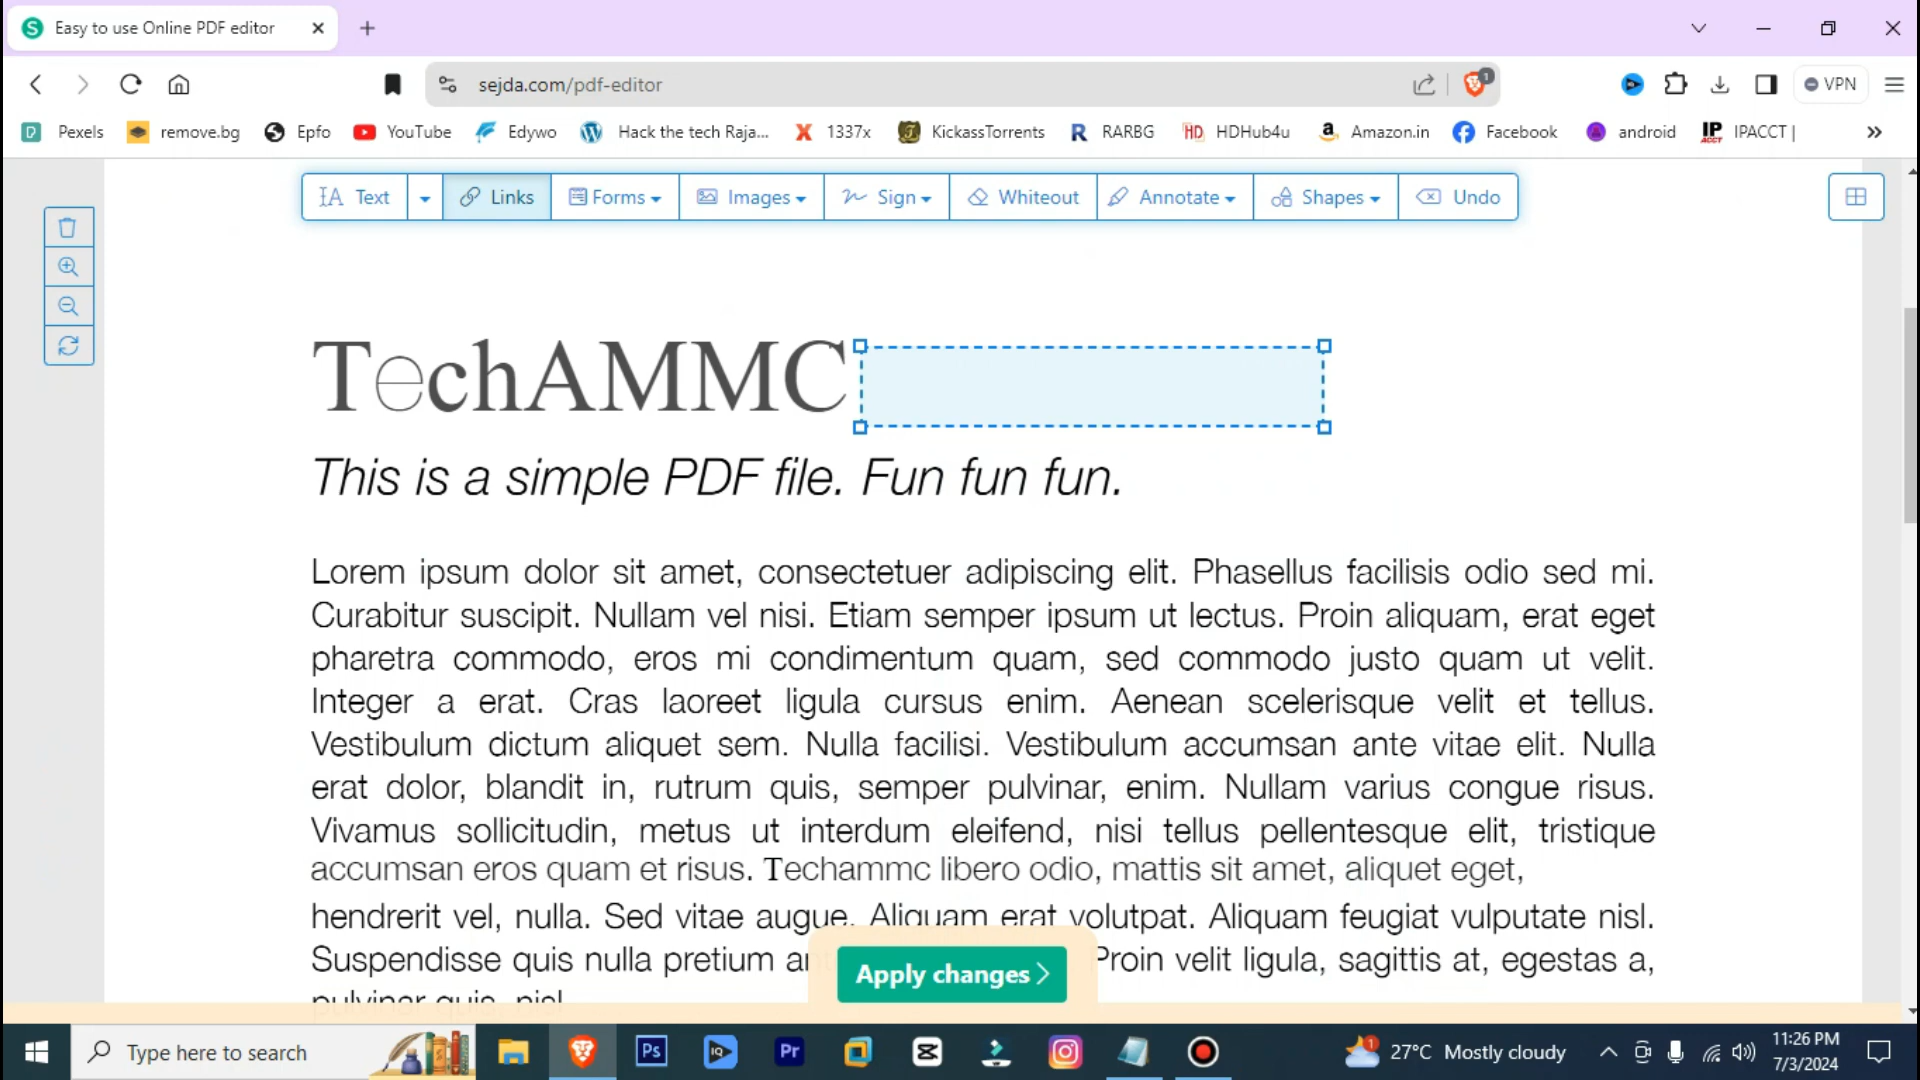 Easy to use Online PDF editor
sejda.com/pdf-editor
1
VPN
Pexels
remove.bg
Epfo
YouTube
Edywo
Hack the tech Raja...
1337x
KickassTorrents
RARBG
HDHub4u
Amazon.in
Facebook
android
IPACCT |
Text
Links
Forms
Images
Sign
Whiteout
Annotate
Shapes
Undo
TechAMMC
This is a simple PDF file. Fun fun fun.
Lorem ipsum dolor sit amet, consectetuer adipiscing elit. Phasellus facilisis odio sed mi.
Curabitur suscipit. Nullam vel nisi. Etiam semper ipsum ut lectus. Proin aliquam, erat eget
pharetra commodo, eros mi condimentum quam, sed commodo justo quam ut velit.
Integer a erat. Cras laoreet ligula cursus enim. Aenean scelerisque velit et tellus.
Vestibulum dictum aliquet sem. Nulla facilisi. Vestibulum accumsan ante vitae elit. Nulla
erat dolor, blandit in, rutrum quis, semper pulvinar, enim. Nullam varius congue risus.
Vivamus sollicitudin, metus ut interdum eleifend, nisi tellus pellentesque elit, tristique
accumsan eros quam et risus. Techammc libero odio, mattis sit amet, aliquet eget,
hendrerit vel, nulla. Sed vitae augue. Aliquam erat volutpat. Aliquam feugiat vulputate nisl.
Suspendisse quis nulla pretium an Proin velit ligula, sagittis at, egestas a,
pulvinar quis, nisl
Apply changes
Type here to search
Ps
IQ
Pr
1
27°C Mostly cloudy
11:26 PM
7/3/2024